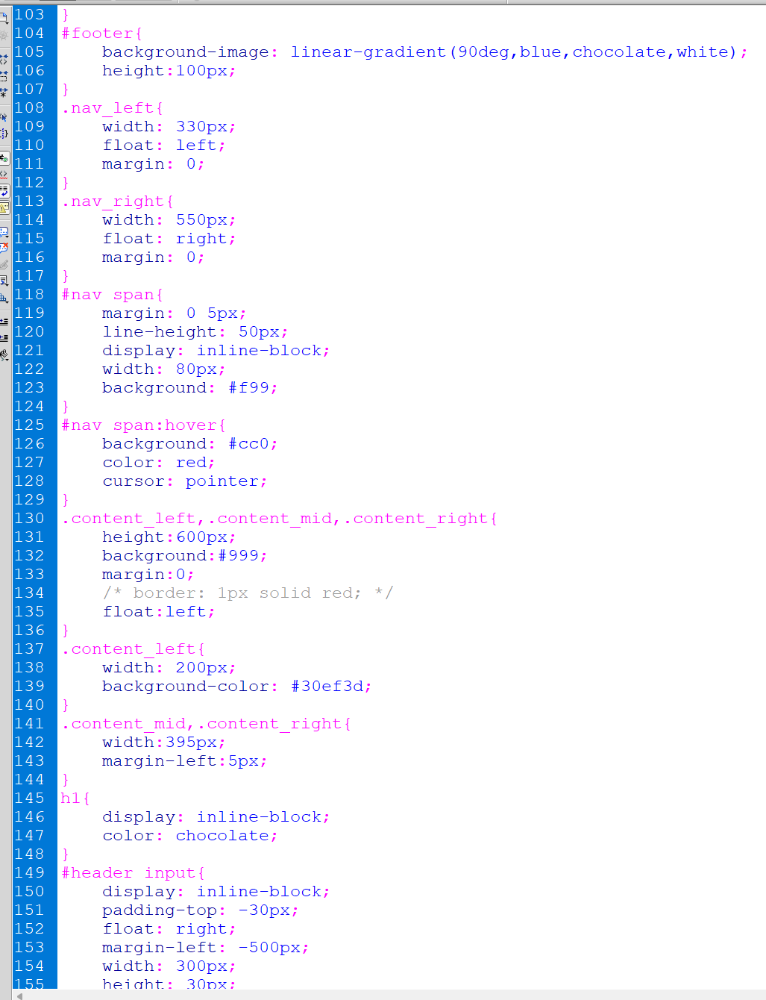 103 }
104 #footer{
105     background-image: linear-gradient(90deg,blue,chocolate,white);
106     height:100px;
107 }
108 .nav_left{
109     width: 330px;
110     float: left;
111     margin: 0;
112 }
113 .nav_right{
114     width: 550px;
115     float: right;
116     margin: 0;
117 }
118 #nav span{
119     margin: 0 5px;
120     line-height: 50px;
121     display: inline-block;
122     width: 80px;
123     background: #f99;
124 }
125 #nav span:hover{
126     background: #cc0;
127     color: red;
128     cursor: pointer;
129 }
130 .content_left,.content_mid,.content_right{
131     height:600px;
132     background:#999;
133     margin:0;
134     /* border: 1px solid red; */
135     float:left;
136 }
137 .content_left{
138     width: 200px;
139     background-color: #30ef3d;
140 }
141 .content_mid,.content_right{
142     width:395px;
143     margin-left:5px;
144 }
145 h1{
146     display: inline-block;
147     color: chocolate;
148 }
149 #header input{
150     display: inline-block;
151     padding-top: -30px;
152     float: right;
153     margin-left: -500px;
154     width: 300px;
155     height: 30px;